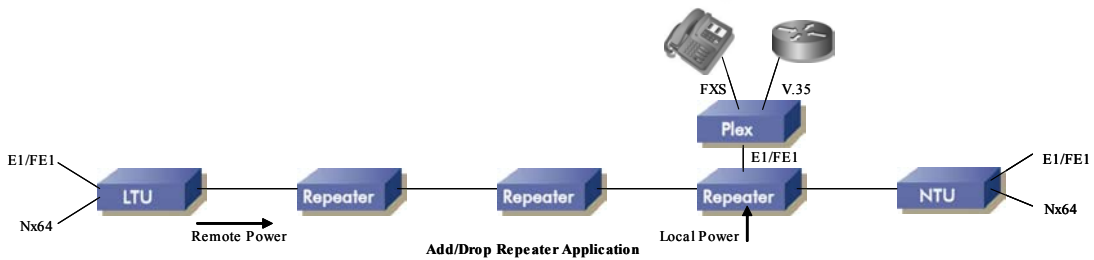 FXS
V.35
Plex
E1/FE1
E1/FE1
Nx64
LTU
Repeater
Repeater
Repeater
NTU
E1/FE1
Nx64
Remote Power
Local Power
Add/Drop Repeater Application